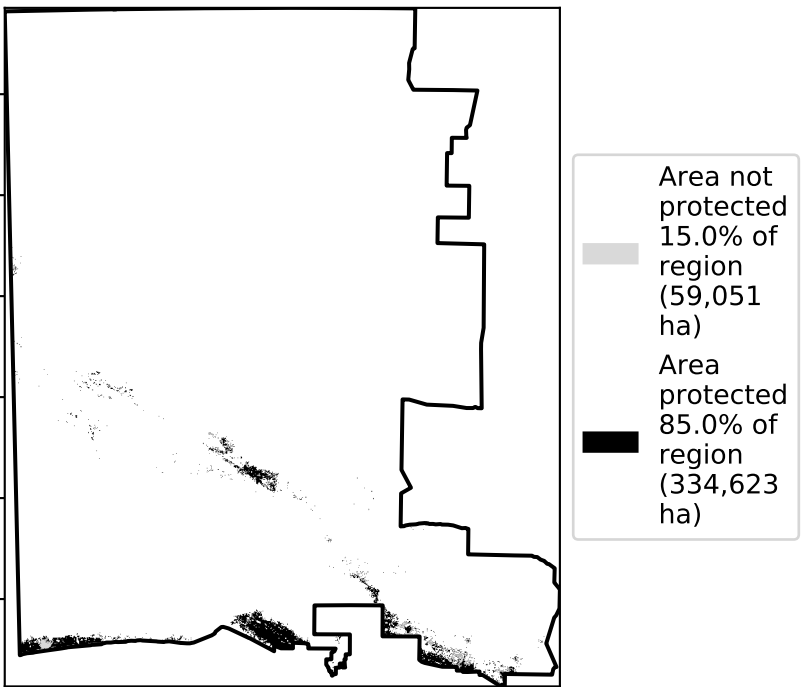 Area not
protected
15.0% of
region
(59,051
ha)
Area
protected
85.0% of
region
(334,623
ha)